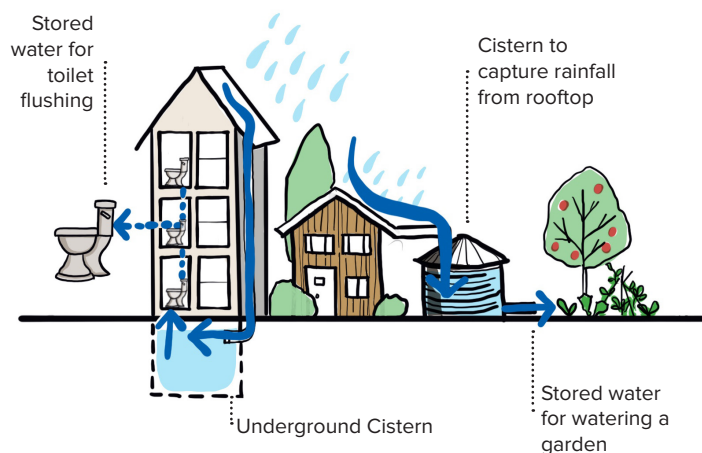 Stored
water for
toilet
flushing
Cistern to
capture rainfall
from rooftop
Underground Cistern
Stored water
for watering a
garden